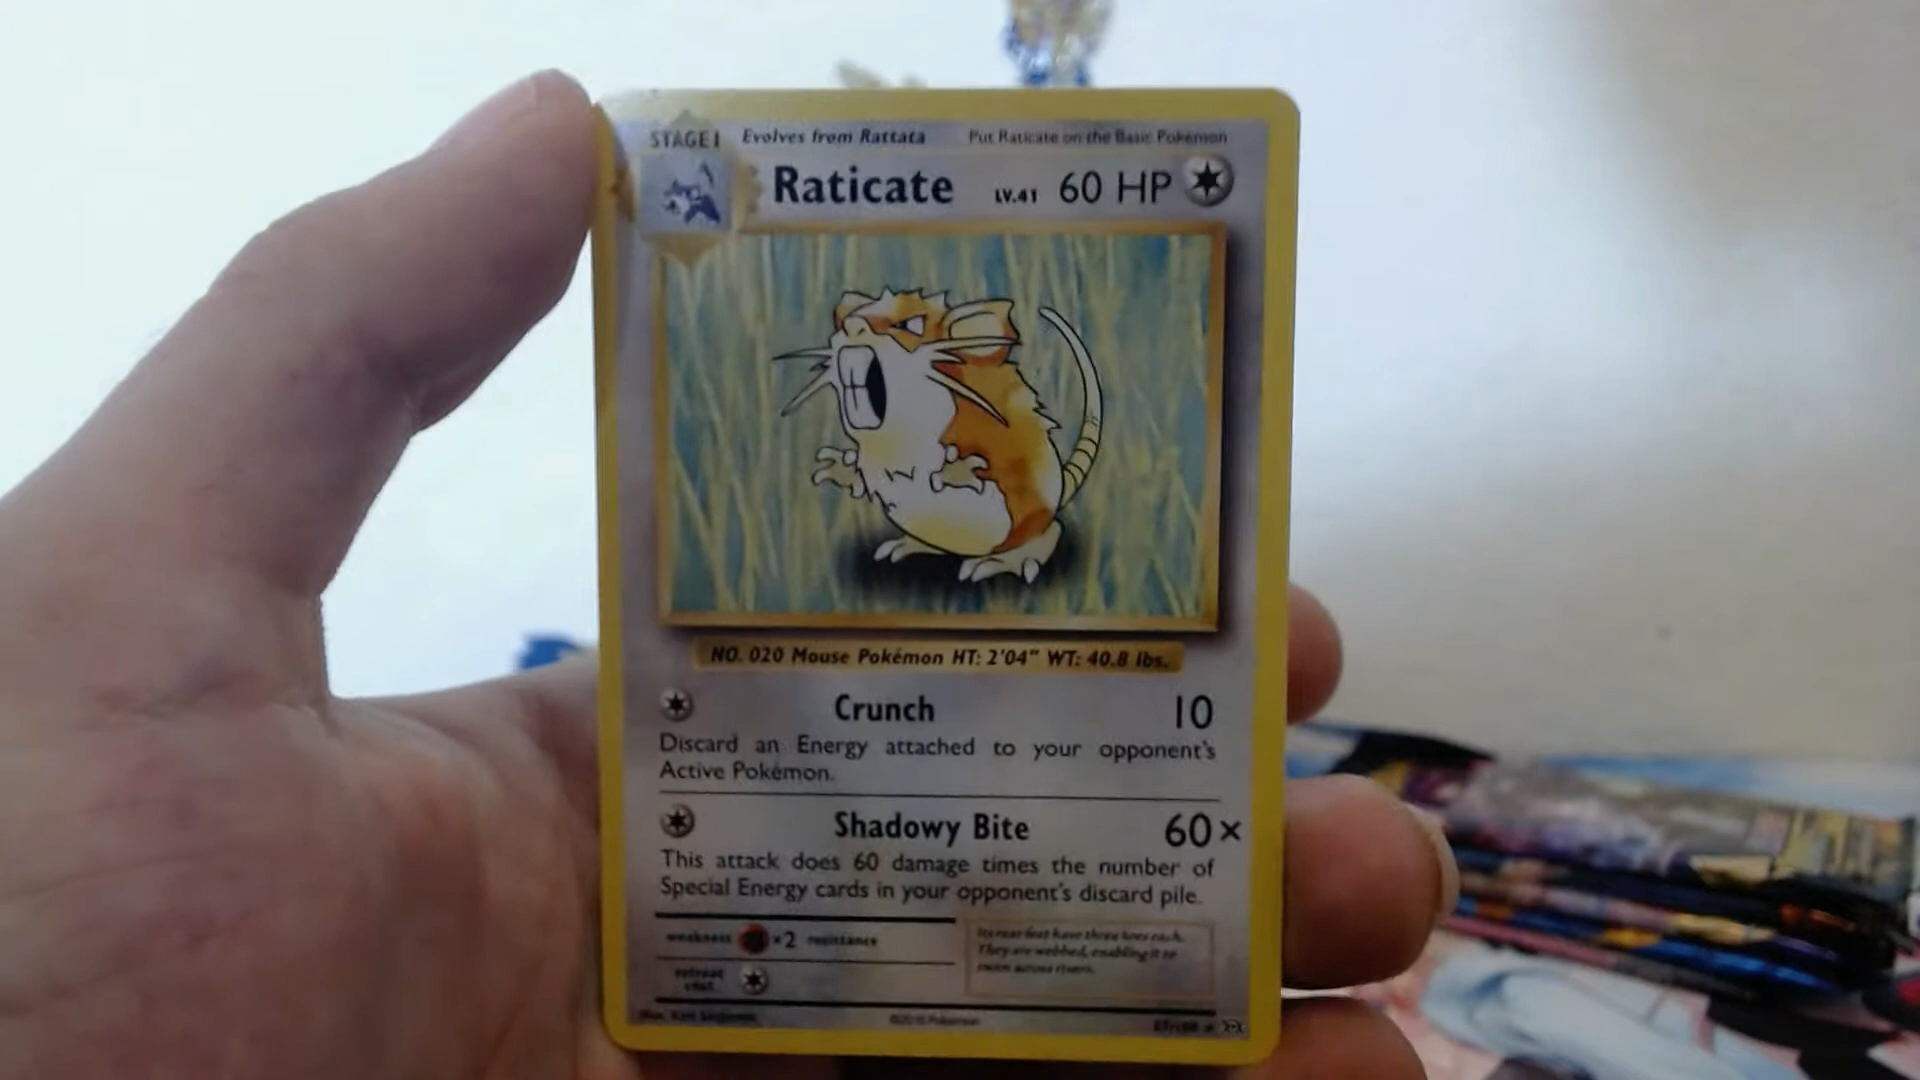 STAGE 1 Evolves from Rattata Put Raticate on the Basic Pokémon
Raticate LV.41 60 HP
NO. 020 Mouse Pokémon HT: 2'04" WT: 40.8 lbs.
Crunch 10
Discard an Energy attached to your opponent's
Active Pokémon.
Shadowy Bite 60×
This attack does 60 damage times the number of
Special Energy cards in your opponent's discard pile.
weakness ×2 resistance
Its rear feet have three toes each.
They are webbed, enabling it to
swim across rivers.
retreat
cost
©2016 Pokémon